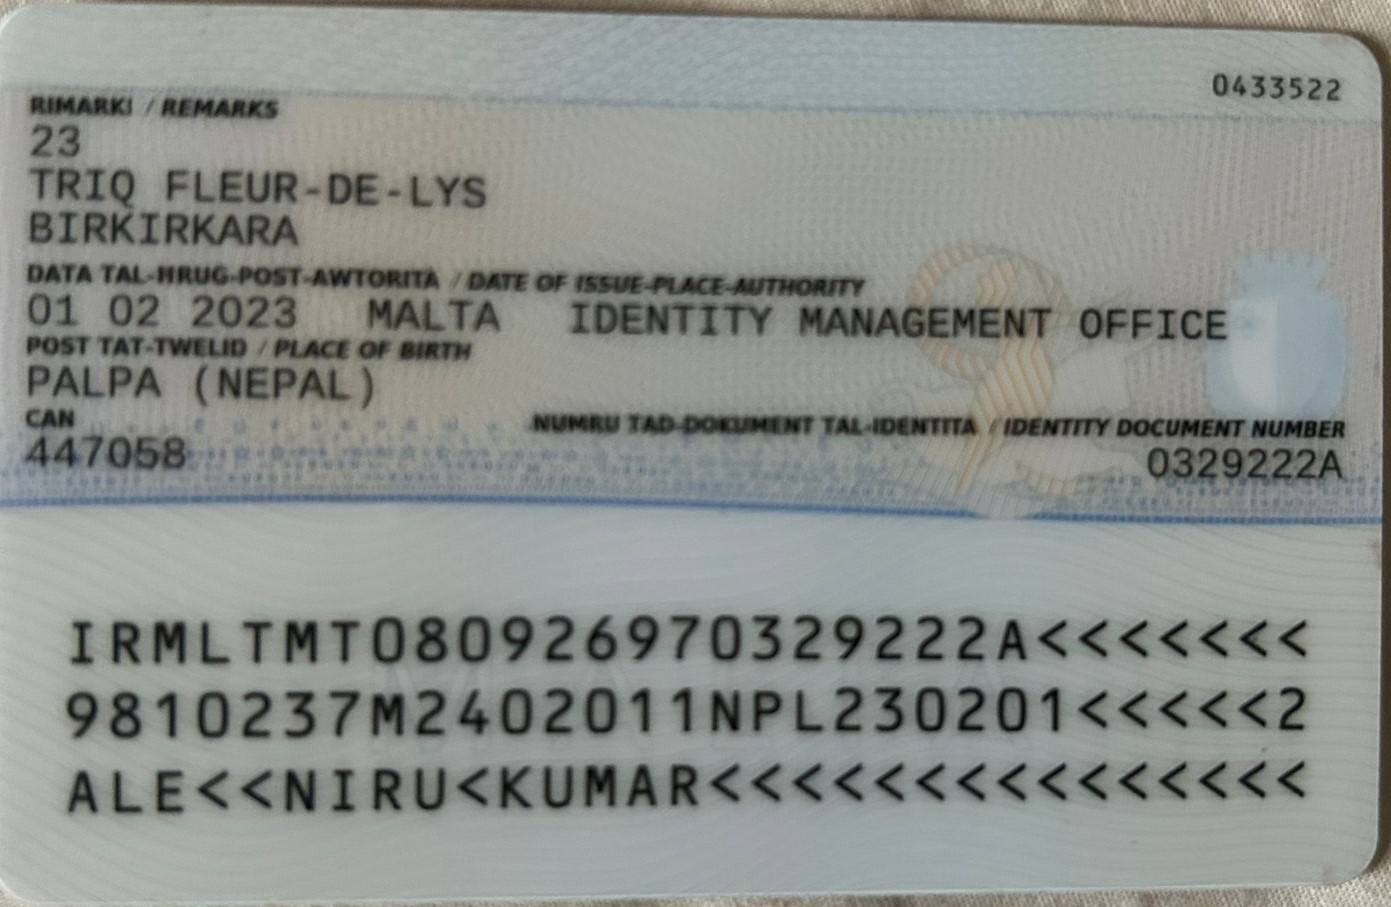 0433522
RIMARKI / REMARKS
23
TRIQ FLEUR-DE-LYS
BIRKIRKARA
DATA TAL-ĦRUG-POST-AWTORITA / DATE OF ISSUE-PLACE-AUTHORITY
01 02 2023 MALTA IDENTITY MANAGEMENT OFFICE
POST TAT-TWELID / PLACE OF BIRTH
PALPA (NEPAL)
CAN NUMRU TAD-DOKUMENT TAL-IDENTITA / IDENTITY DOCUMENT NUMBER
447058 0329222A
IRMLTMT080926970329222A<<<<<<<
9810237M2402011NPL230201<<<<<2
ALE<<NIRU<KUMAR<<<<<<<<<<<<<<<